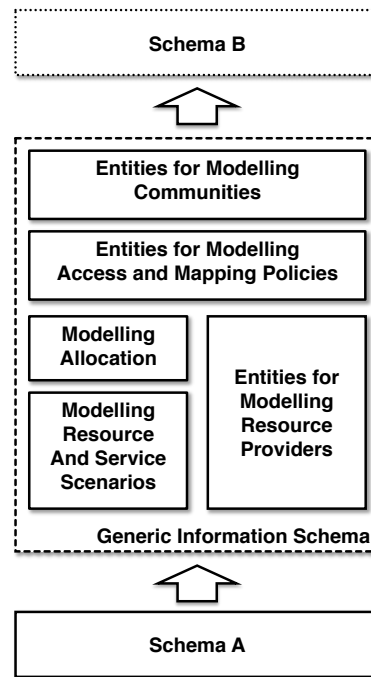 Schema B
Entities for Modelling
Communities
Entities for Modelling
Access and Mapping Policies
Modelling
Allocation
Modelling
Resource
And Service
Scenarios
Entities for
Modelling
Resource
Providers
Generic Information Schema
Schema A